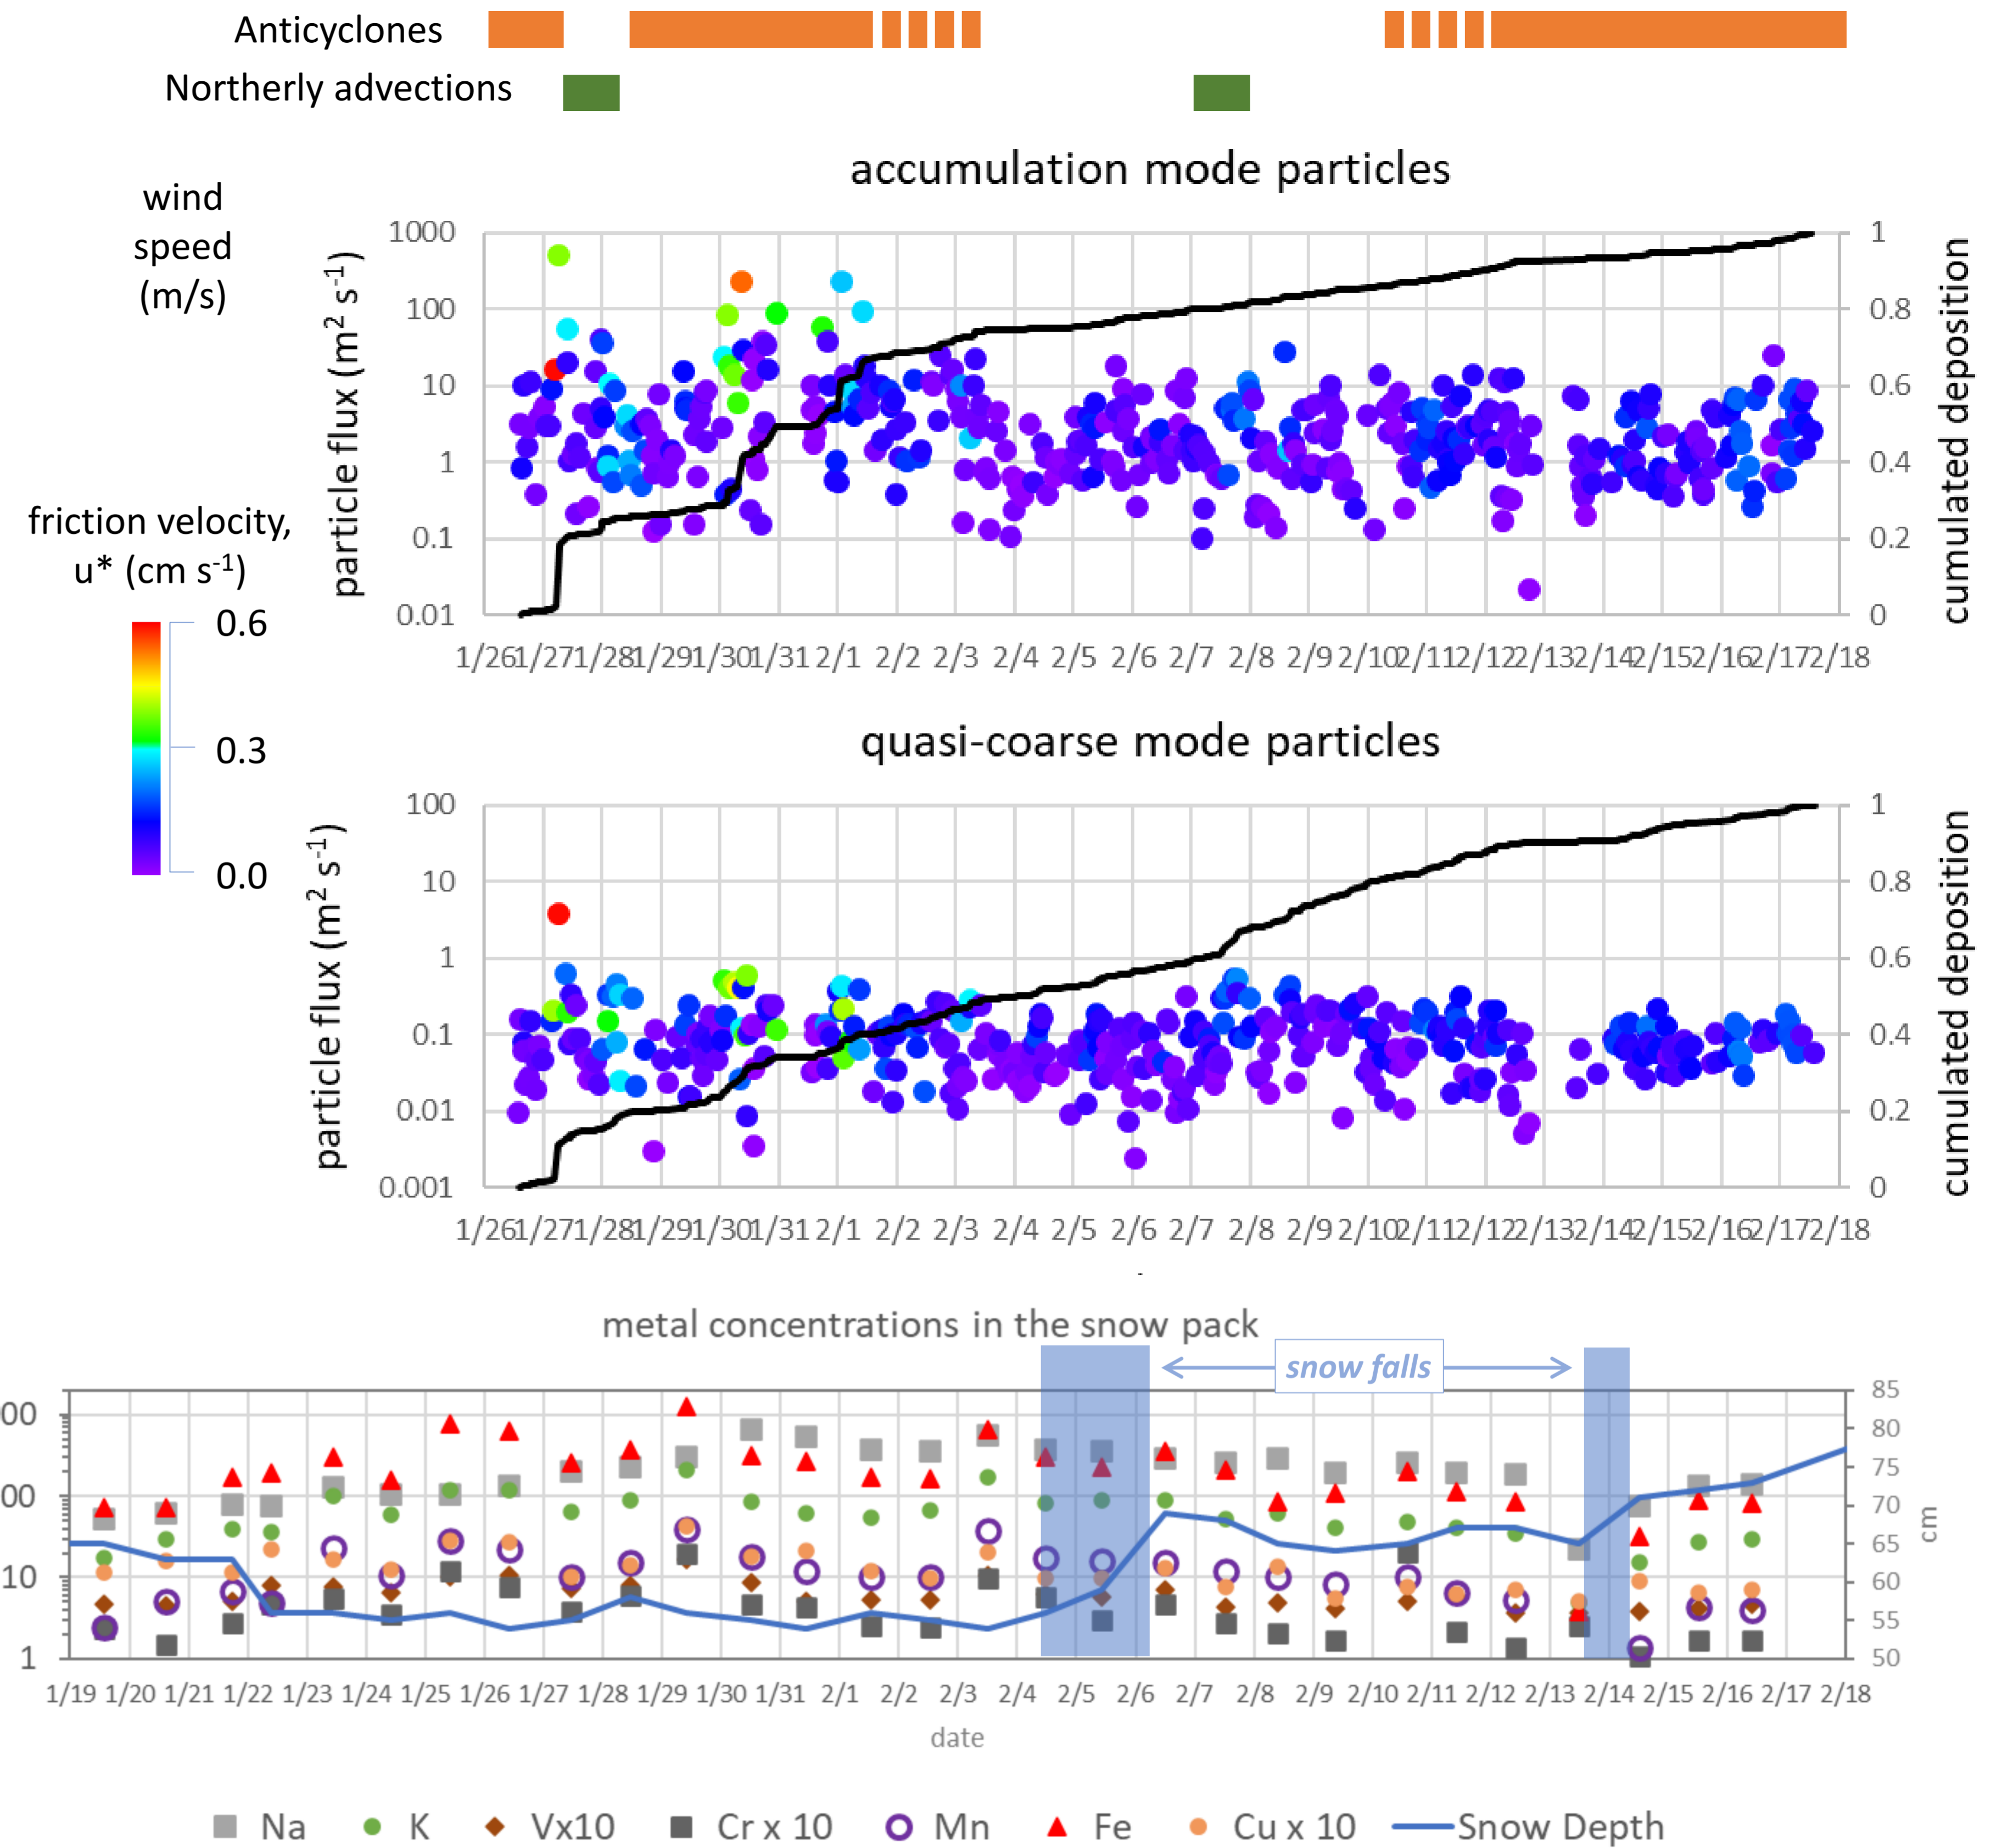 Anticyclones
Northerly advections
accumulation mode particles
wind
speed
(m/s)
friction velocity,
u* (cm s-1)
0.6
0.3
0.0
particle flux (m2 s-1)
1000
100
10
1
0.1
0.01
1
0.8
0.6
0.4
0.2
0
cumulated deposition
1/26 1/27 1/28 1/29 1/30 1/31 2/1 2/2 2/3 2/4 2/5 2/6 2/7 2/8 2/9 2/10 2/11 2/12 2/13 2/14 2/15 2/16 2/17 2/18
quasi-coarse mode particles
particle flux (m2 s-1)
100
10
1
0.1
0.01
0.001
1
0.8
0.6
0.4
0.2
0
cumulated deposition
1/26 1/27 1/28 1/29 1/30 1/31 2/1 2/2 2/3 2/4 2/5 2/6 2/7 2/8 2/9 2/10 2/11 2/12 2/13 2/14 2/15 2/16 2/17 2/18
metal concentrations in the snow pack
snow falls
00
00
10
1
85
80
75
70
65
60
55
50
cm
1/19 1/20 1/21 1/22 1/23 1/24 1/25 1/26 1/27 1/28 1/29 1/30 1/31 2/1 2/2 2/3 2/4 2/5 2/6 2/7 2/8 2/9 2/10 2/11 2/12 2/13 2/14 2/15 2/16 2/17 2/18
date
Na K Vx10 Cr x 10 Mn Fe Cu x 10 Snow Depth